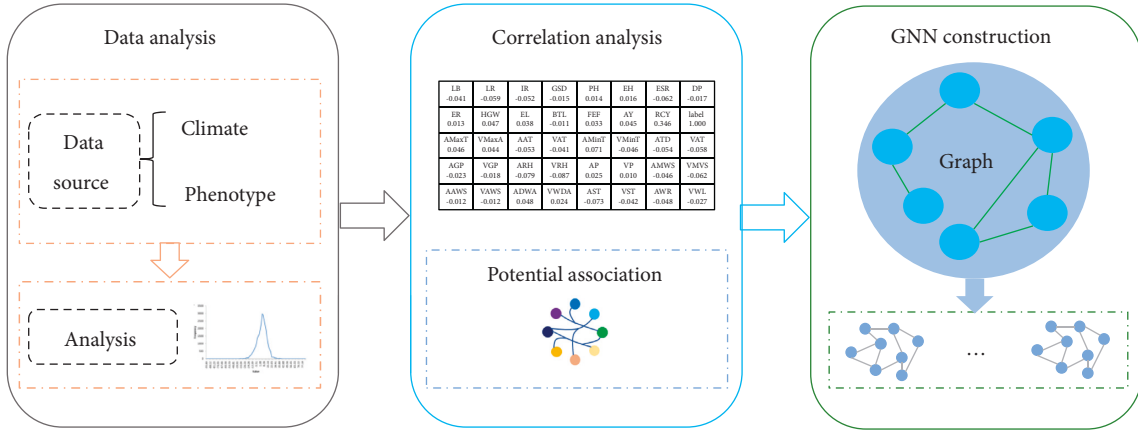 Data analysis
Data
source
Climate
Phenotype
Analysis
Correlation analysis
LB LR IR GSD PH EH ESR DP
-0.041 -0.059 -0.052 -0.015 0.014 0.016 -0.062 -0.017
ER HGW EL BTL FEF AY RCY label
0.013 0.047 0.038 -0.011 0.033 0.045 0.346 1.000
AMaxT VMaxA AAT VAT AMinT VMinT ATD VAT
0.046 0.044 -0.053 -0.041 0.071 -0.046 -0.054 -0.058
AGP VGP ARH VRH AP VP AMWS VMVS
-0.023 -0.018 -0.079 -0.087 0.025 0.010 -0.046 -0.062
AAWS VAWS ADWA VWDA AST VST AWR VWL
-0.012 -0.012 0.048 0.024 -0.073 -0.042 -0.048 -0.027
Potential association
GNN construction
Graph
...